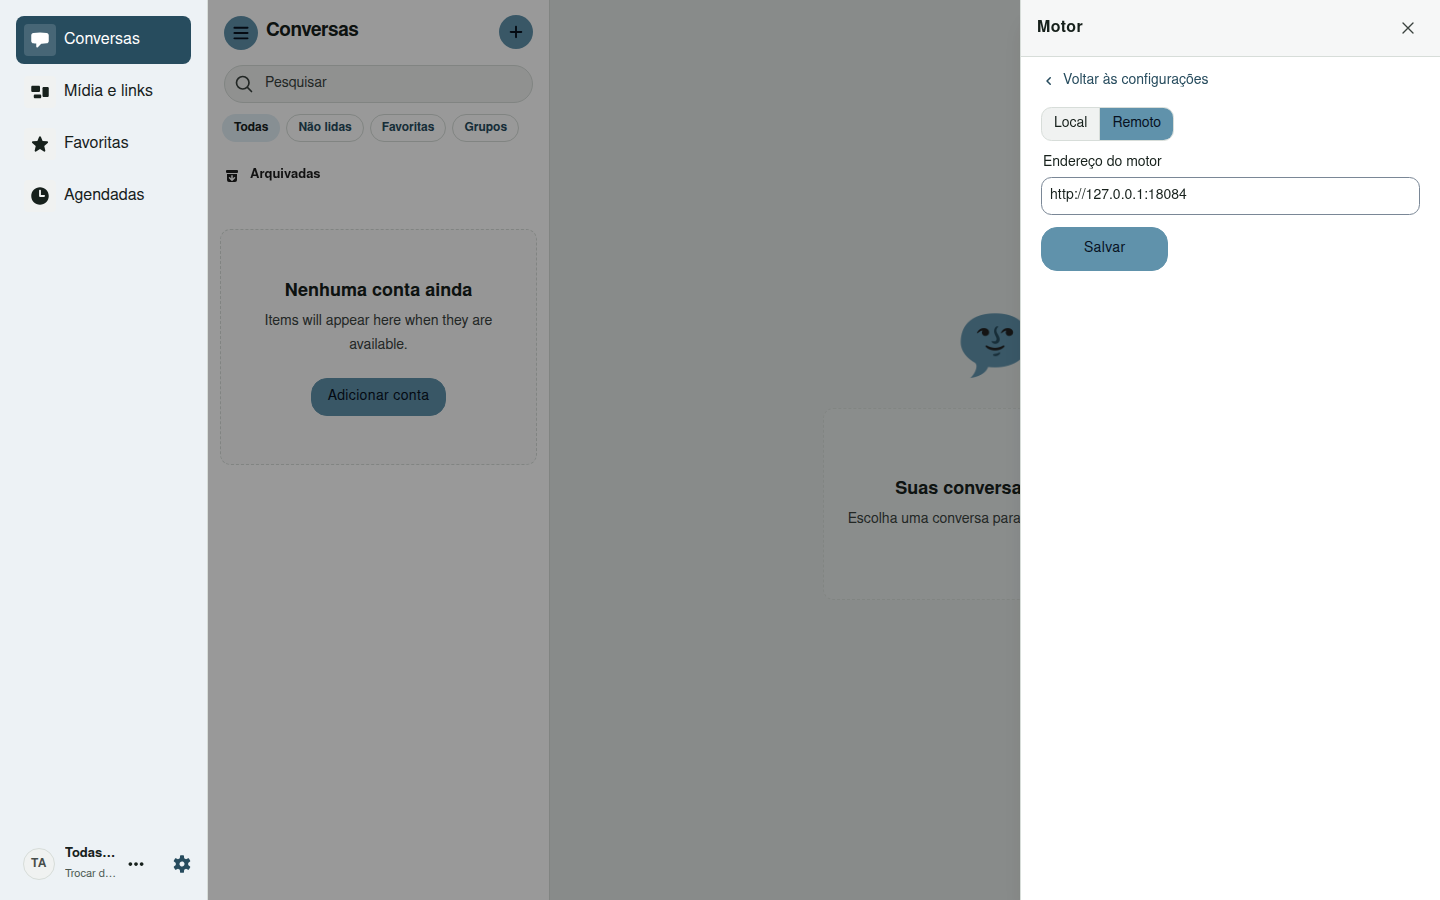 Conversas
Mídia e links
Favoritas
Agendadas
TA
Todas...
Trocar d...
Conversas
Pesquisar
Todas
Não lidas
Favoritas
Grupos
Arquivadas
Nenhuma conta ainda
Items will appear here when they are
available.
Adicionar conta
Suas conversa
Escolha uma conversa para
Motor
Voltar às configurações
Local
Remoto
Endereço do motor
http://127.0.0.1:18084
Salvar